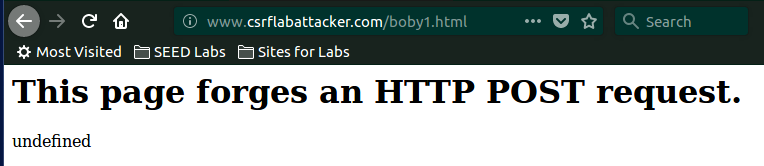 www.csrflabattacker.com/boby1.html
Search
Most Visited SEED Labs Sites for Labs
This page forges an HTTP POST request.
undefined